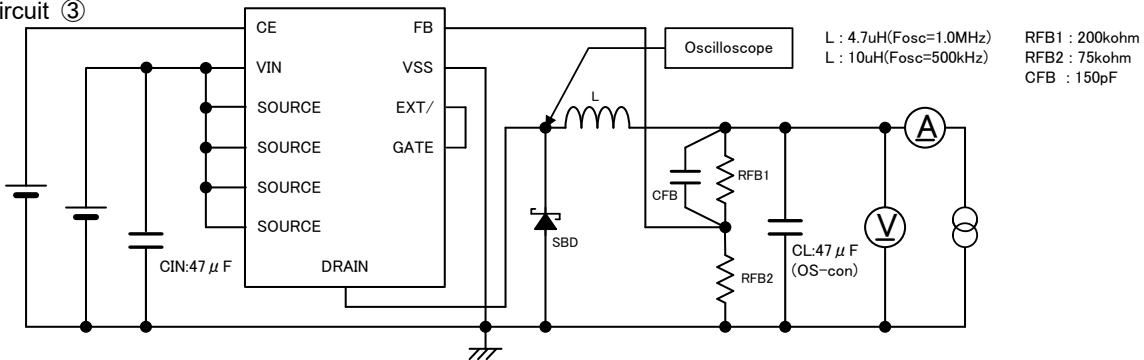 ircuit ③
CE
FB
VIN
VSS
SOURCE
EXT/
SOURCE
GATE
SOURCE
SOURCE
DRAIN
CIN:47μF
Oscilloscope
L : 4.7uH(Fosc=1.0MHz)
L : 10uH(Fosc=500kHz)
RFB1 : 200kohm
RFB2 : 75kohm
CFB : 150pF
L
A
CFB
RFB1
SBD
V
CL:47μF
(OS-con)
RFB2